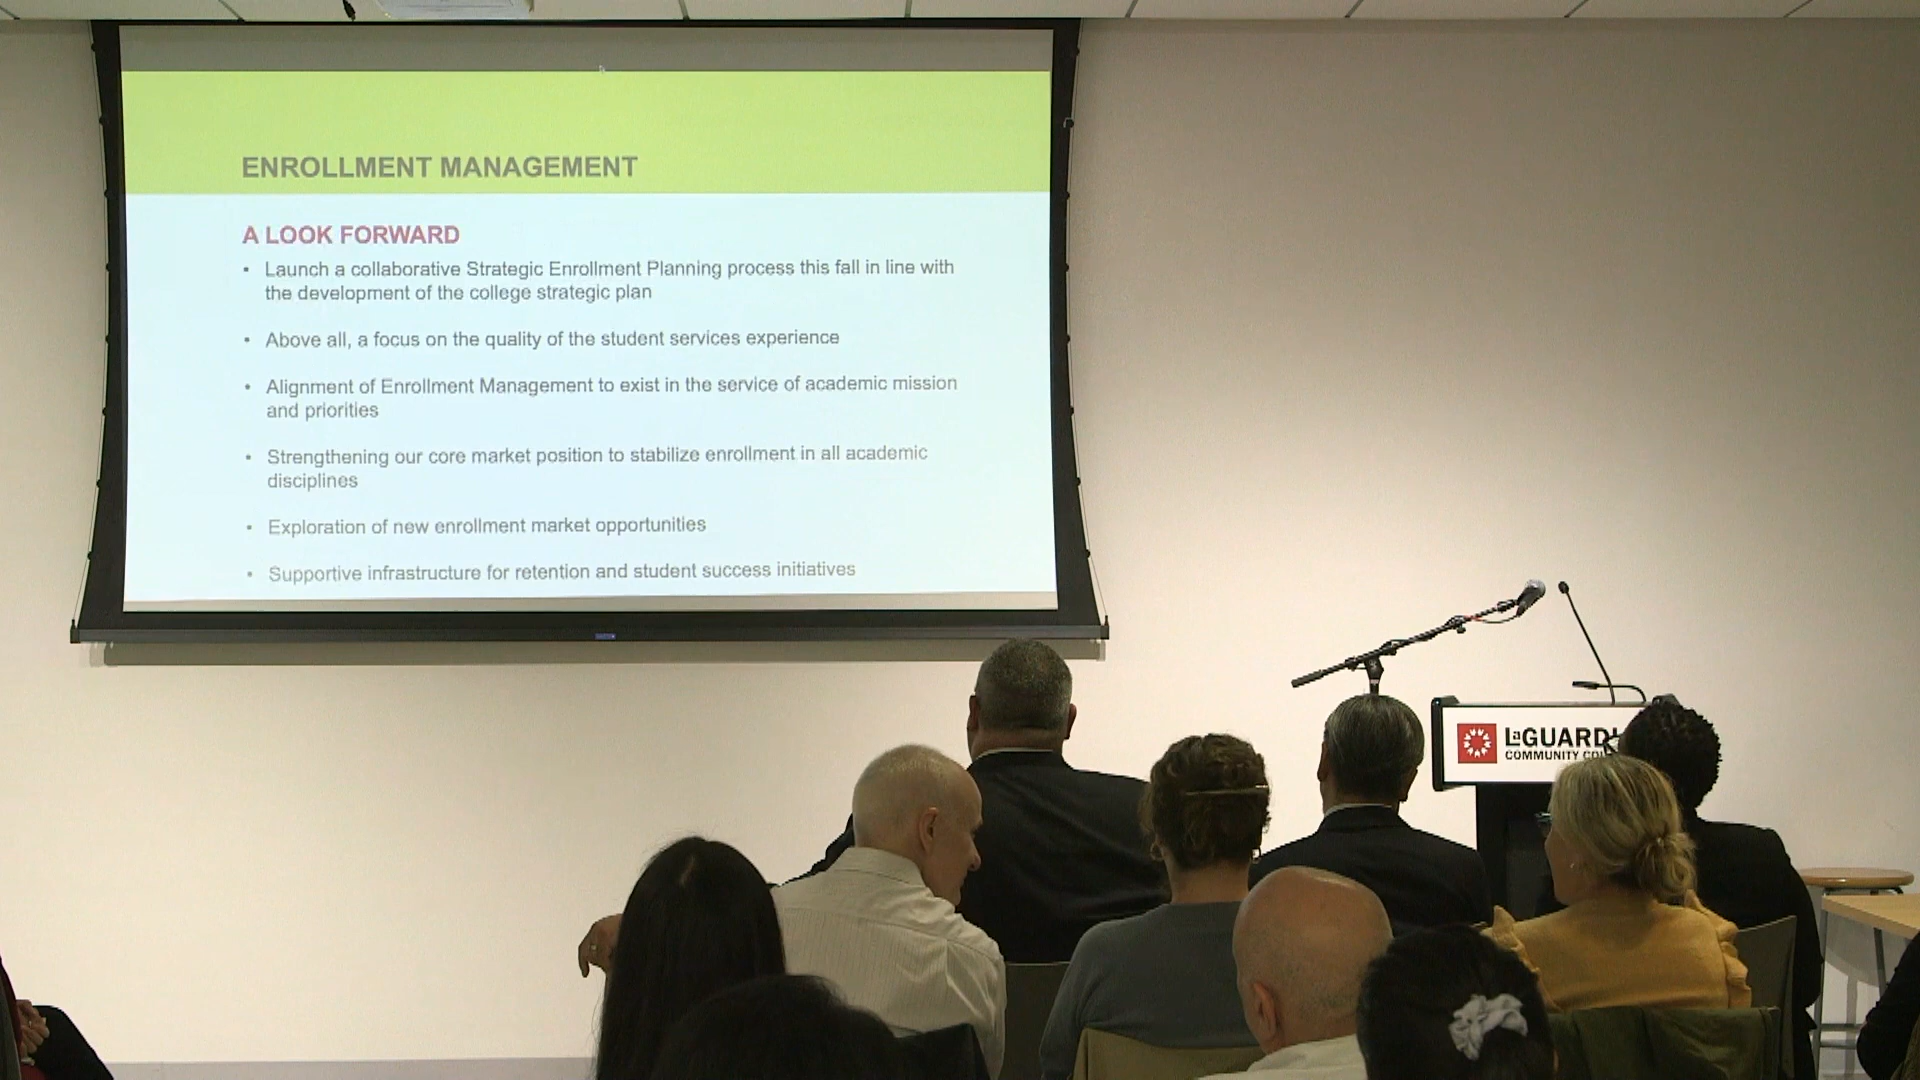 ENROLLMENT MANAGEMENT
A LOOK FORWARD
• Launch a collaborative Strategic Enrollment Planning process this fall in line with
the development of the college strategic plan
• Above all, a focus on the quality of the student services experience
• Alignment of Enrollment Management to exist in the service of academic mission
and priorities
• Strengthening our core market position to stabilize enrollment in all academic
disciplines
• Exploration of new enrollment market opportunities
• Supportive infrastructure for retention and student success initiatives
LaGUARDI
COMMUNITY CO